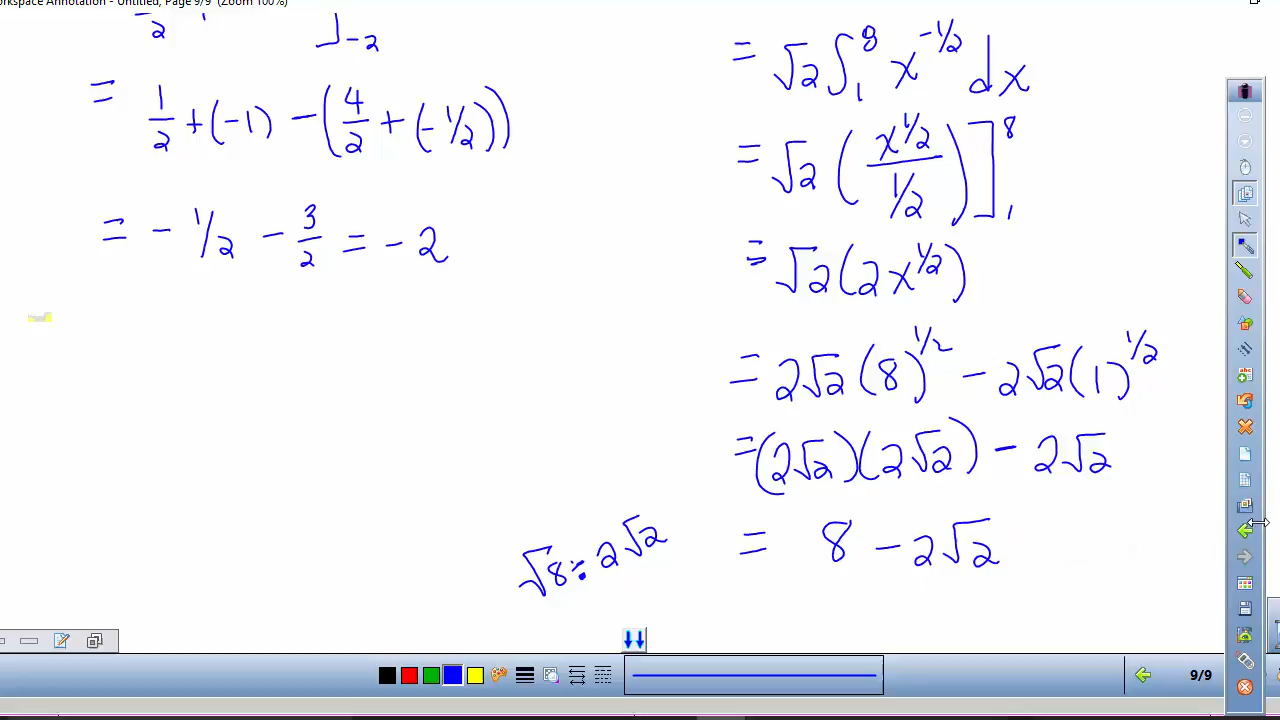 orkspace Annotation - Untitled, Page 9/9 (Zoom 100%)
2 ]₋₂
= 1/2 + (-1) - (4/2 + (-1/2))
= - 1/2 - 3/2 = - 2
= √2 ∫₁⁸ x^(-1/2) dx
= √2 ( x^(1/2) / (1/2) ) ]₁⁸
= √2 (2x^(1/2))
= 2√2 (8)^(1/2) - 2√2 (1)^(1/2)
= (2√2)(2√2) - 2√2
√8 = 2√2
= 8 - 2√2
9/9